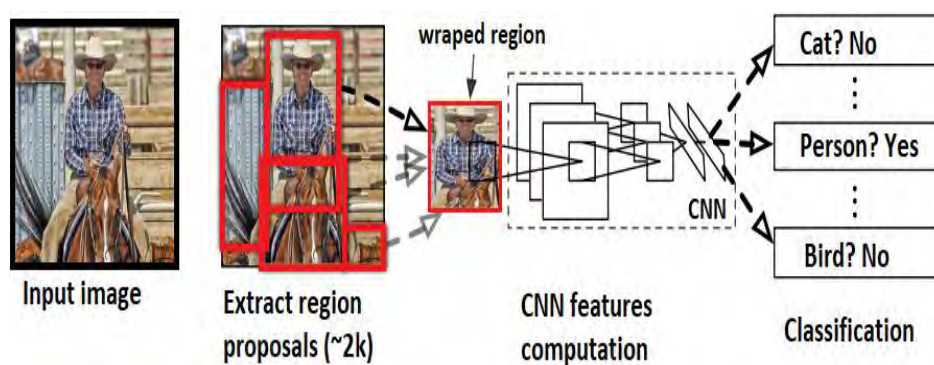 wraped region
Cat? No
Person? Yes
CNN
Bird? No
Input image
Extract region
proposals (~2k)
CNN features
computation
Classification